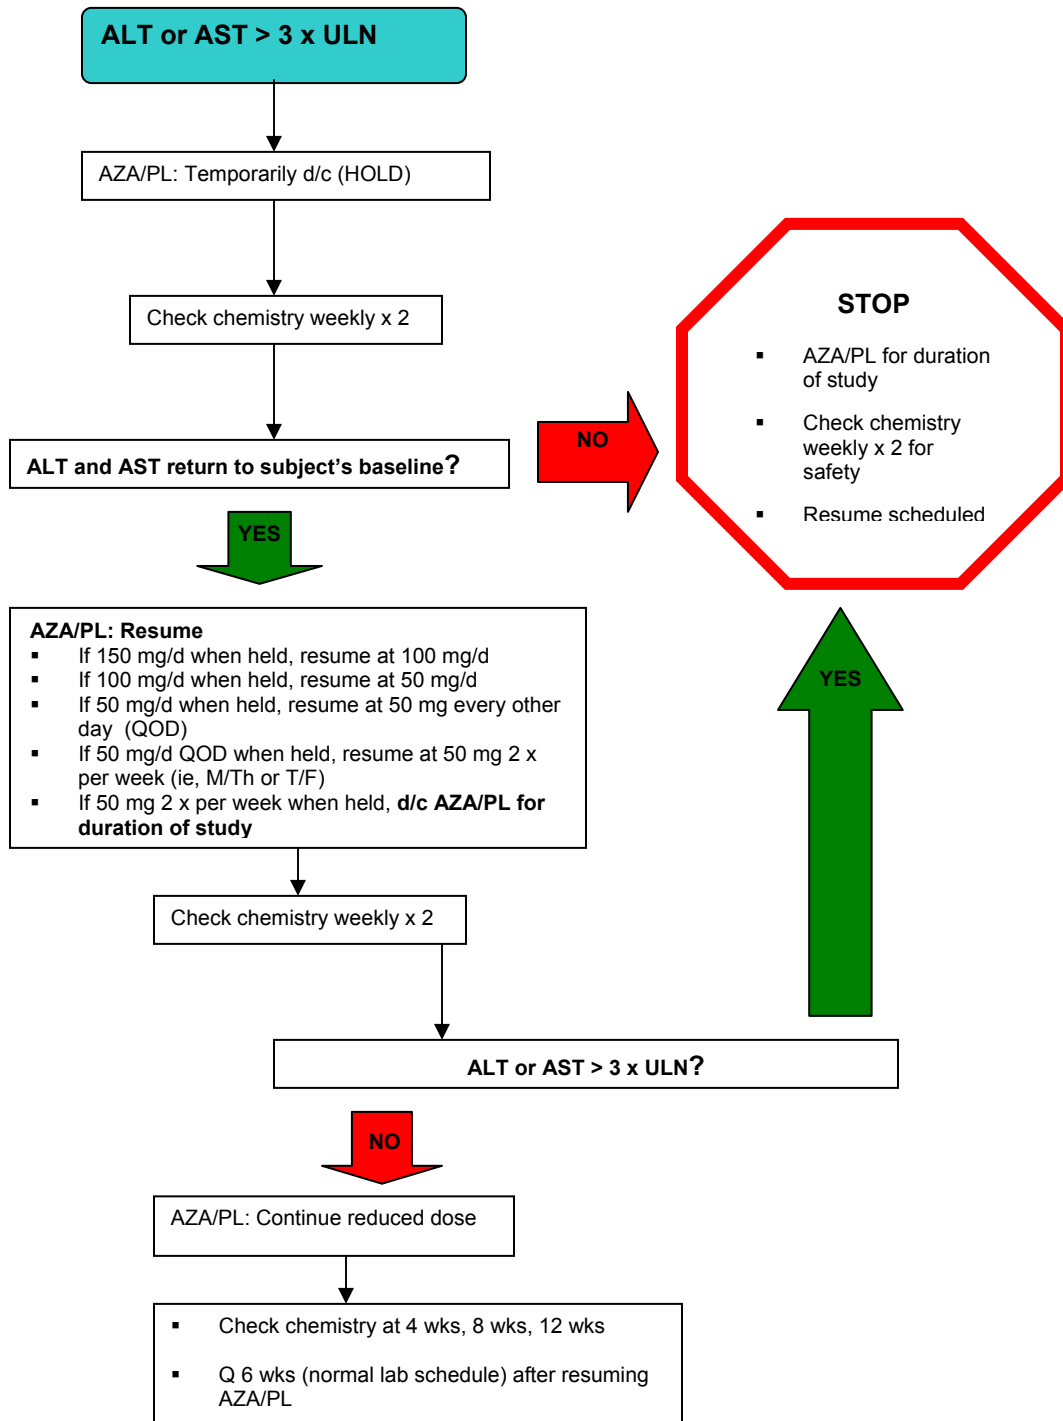 ALT or AST > 3 x ULN
AZA/PL: Temporarily d/c (HOLD)
Check chemistry weekly x 2
ALT and AST return to subject's baseline?
NO
STOP
▪ AZA/PL for duration
of study
▪ Check chemistry
weekly x 2 for
safety
▪ Resume scheduled
YES
AZA/PL: Resume
▪ If 150 mg/d when held, resume at 100 mg/d
▪ If 100 mg/d when held, resume at 50 mg/d
▪ If 50 mg/d when held, resume at 50 mg every other
day (QOD)
▪ If 50 mg/d QOD when held, resume at 50 mg 2 x
per week (ie, M/Th or T/F)
▪ If 50 mg 2 x per week when held, d/c AZA/PL for
duration of study
YES
Check chemistry weekly x 2
ALT or AST > 3 x ULN?
NO
AZA/PL: Continue reduced dose
▪ Check chemistry at 4 wks, 8 wks, 12 wks
▪ Q 6 wks (normal lab schedule) after resuming
AZA/PL